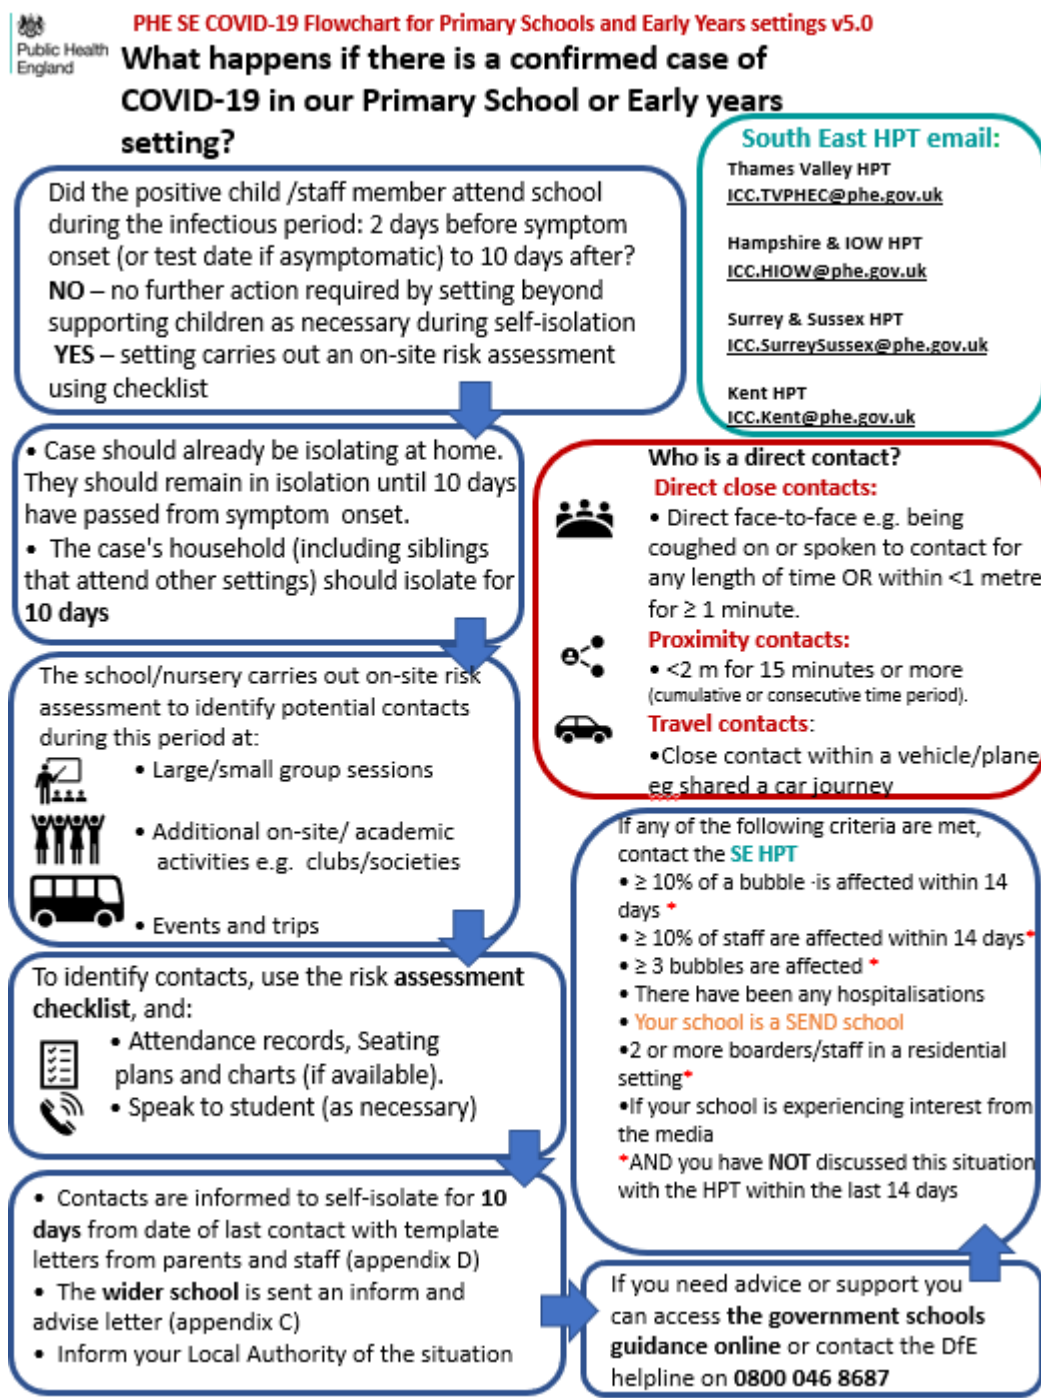 PHE SE COVID-19 Flowchart for Primary Schools and Early Years settings v5.0
Public Health
England
What happens if there is a confirmed case of
COVID-19 in our Primary School or Early years
setting?
South East HPT email:
Thames Valley HPT
ICC.TVPHEC@phe.gov.uk
Hampshire & IOW HPT
ICC.HIOW@phe.gov.uk
Surrey & Sussex HPT
ICC.SurreySussex@phe.gov.uk
Kent HPT
ICC.Kent@phe.gov.uk
Did the positive child /staff member attend school
during the infectious period: 2 days before symptom
onset (or test date if asymptomatic) to 10 days after?
NO – no further action required by setting beyond
supporting children as necessary during self-isolation
YES – setting carries out an on-site risk assessment
using checklist
• Case should already be isolating at home.
They should remain in isolation until 10 days
have passed from symptom onset.
• The case's household (including siblings
that attend other settings) should isolate for
10 days
Who is a direct contact?
Direct close contacts:
• Direct face-to-face e.g. being
coughed on or spoken to contact for
any length of time OR within <1 metre
for ≥ 1 minute.
Proximity contacts:
• <2 m for 15 minutes or more
(cumulative or consecutive time period).
Travel contacts:
•Close contact within a vehicle/plane
eg shared a car journey
The school/nursery carries out on-site risk
assessment to identify potential contacts
during this period at:
• Large/small group sessions
• Additional on-site/ academic
activities e.g. clubs/societies
• Events and trips
To identify contacts, use the risk assessment
checklist, and:
• Attendance records, Seating
plans and charts (if available).
• Speak to student (as necessary)
If any of the following criteria are met,
contact the SE HPT
• ≥ 10% of a bubble -is affected within 14
days *
• ≥ 10% of staff are affected within 14 days*
• ≥ 3 bubbles are affected *
• There have been any hospitalisations
• Your school is a SEND school
•2 or more boarders/staff in a residential
setting*
•If your school is experiencing interest from
the media
*AND you have NOT discussed this situation
with the HPT within the last 14 days
• Contacts are informed to self-isolate for 10
days from date of last contact with template
letters from parents and staff (appendix D)
• The wider school is sent an inform and
advise letter (appendix C)
• Inform your Local Authority of the situation
If you need advice or support you
can access the government schools
guidance online or contact the DfE
helpline on 0800 046 8687